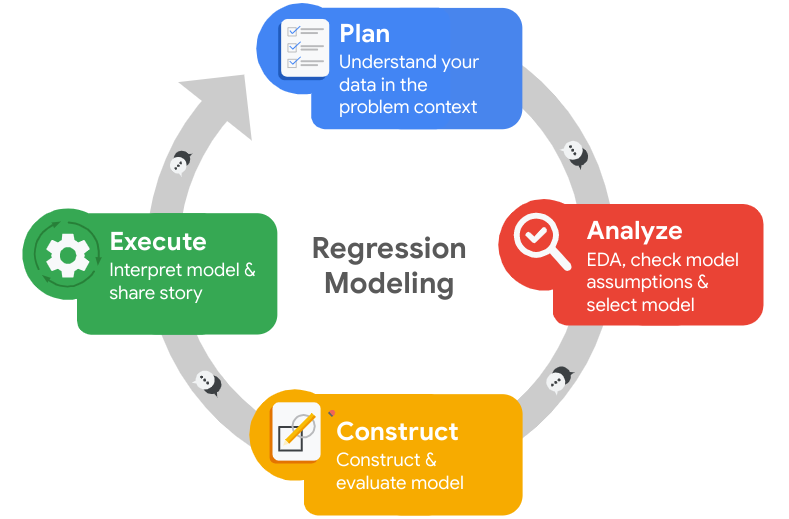 Plan
Understand your
data in the
problem context
Analyze
EDA, check model
assumptions &
select model
Regression
Modeling
Execute
Interpret model &
share story
Construct
Construct &
evaluate model